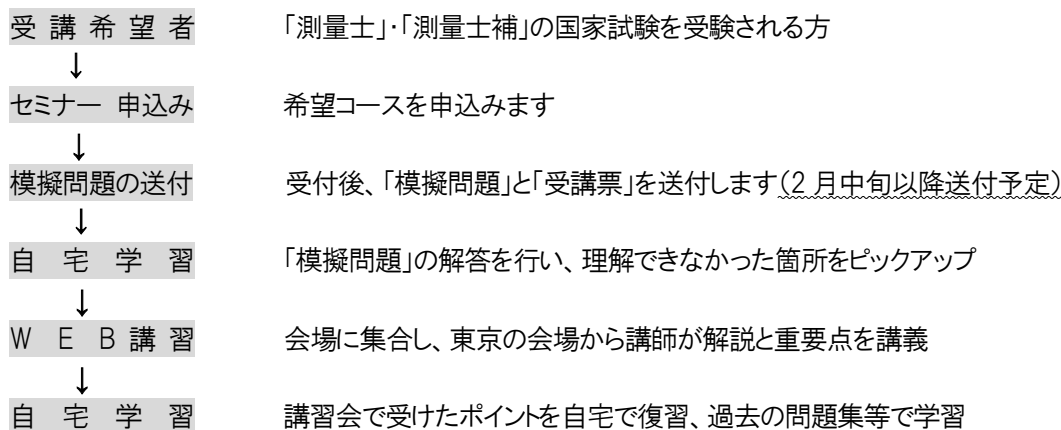 受 講 希 望 者 「測量士」・「測量士補」の国家試験を受験される方
↓
セミナー 申込み 希望コースを申込みます
↓
模擬問題の送付 受付後、「模擬問題」と「受講票」を送付します(2 月中旬以降送付予定)
↓
自 宅 学 習 「模擬問題」の解答を行い、理解できなかった箇所をピックアップ
↓
W E B 講 習 会場に集合し、東京の会場から講師が解説と重要点を講義
↓
自 宅 学 習 講習会で受けたポイントを自宅で復習、過去の問題集等で学習